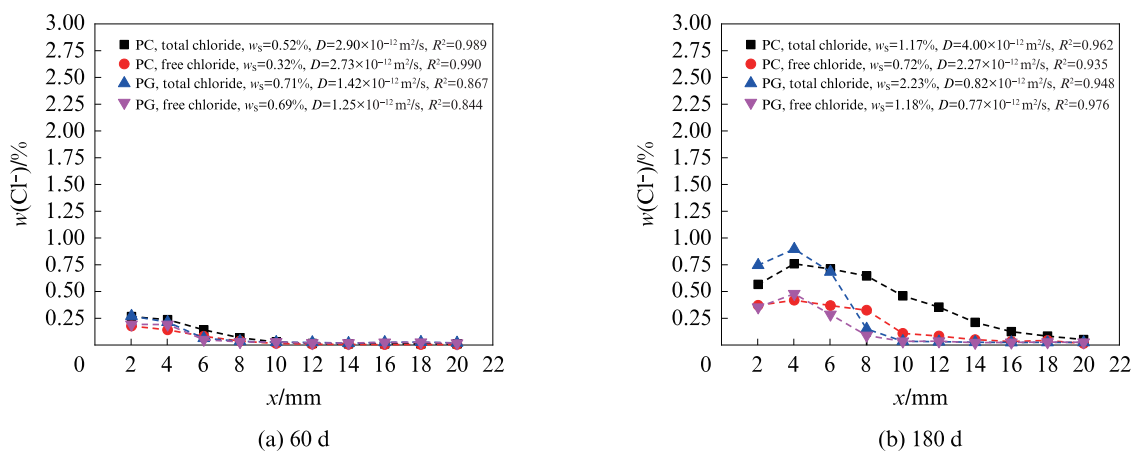 3.00
2.75
2.50
2.25
2.00
1.75
1.50
1.25
1.00
0.75
0.50
0.25
0
w(Cl⁻)/%
PC, total chloride, wS=0.52%, D=2.90×10⁻¹² m²/s, R²=0.989
PC, free chloride, wS=0.32%, D=2.73×10⁻¹² m²/s, R²=0.990
PG, total chloride, wS=0.71%, D=1.42×10⁻¹² m²/s, R²=0.867
PG, free chloride, wS=0.69%, D=1.25×10⁻¹² m²/s, R²=0.844
2 4 6 8 10 12 14 16 18 20 22
x/mm
(a) 60 d
3.00
2.75
2.50
2.25
2.00
1.75
1.50
1.25
1.00
0.75
0.50
0.25
0
w(Cl⁻)/%
PC, total chloride, wS=1.17%, D=4.00×10⁻¹² m²/s, R²=0.962
PC, free chloride, wS=0.72%, D=2.27×10⁻¹² m²/s, R²=0.935
PG, total chloride, wS=2.23%, D=0.82×10⁻¹² m²/s, R²=0.948
PG, free chloride, wS=1.18%, D=0.77×10⁻¹² m²/s, R²=0.976
2 4 6 8 10 12 14 16 18 20 22
x/mm
(b) 180 d